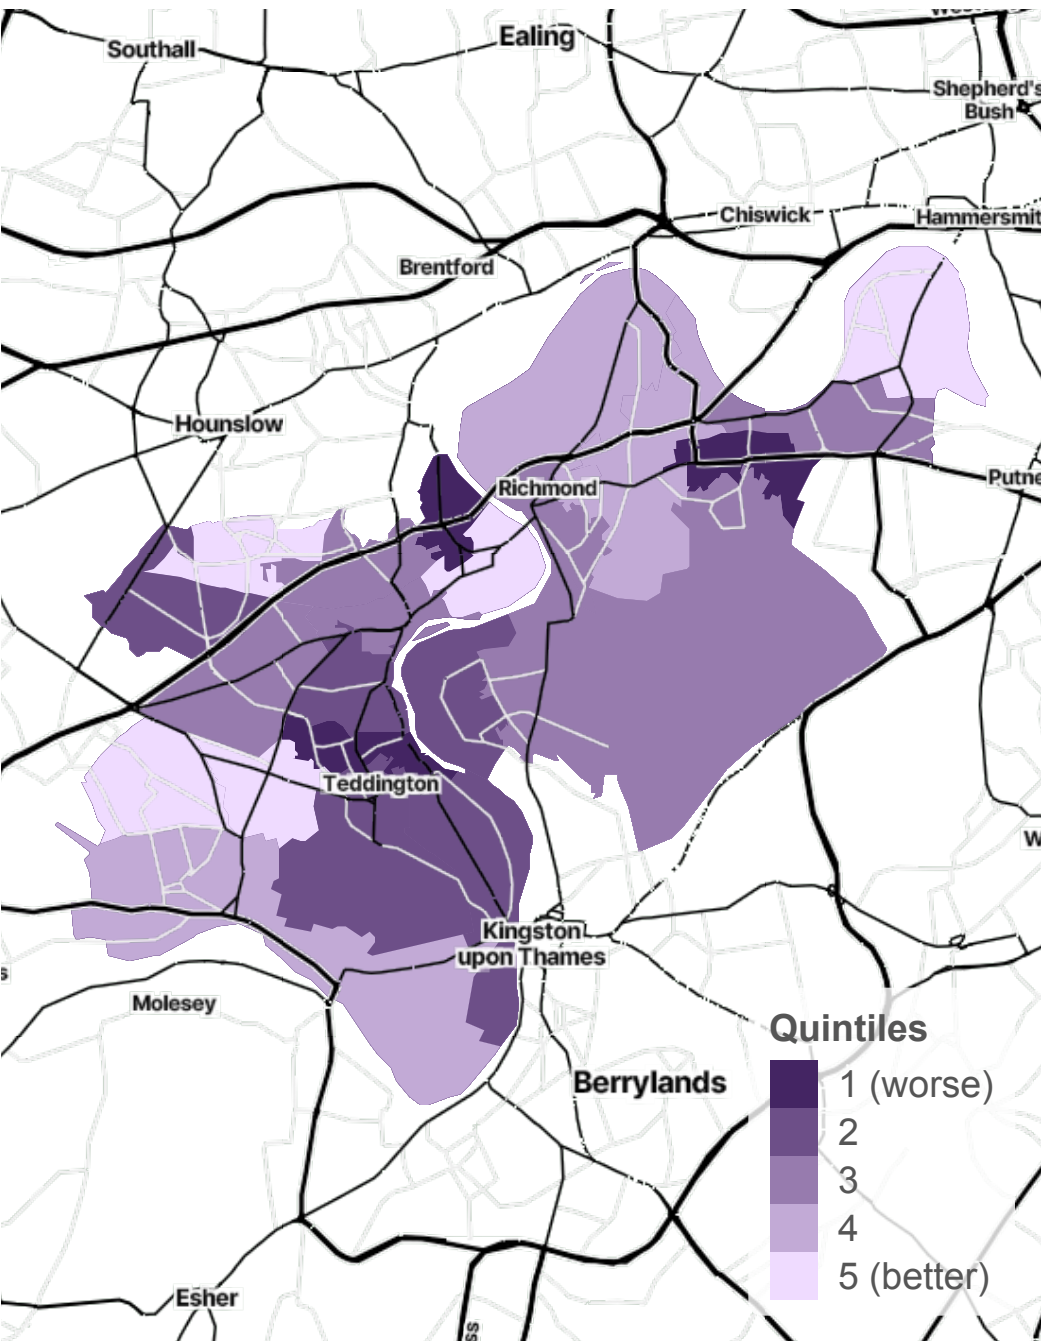 Southall
Ealing
Shepherd's
Bush
Chiswick
Hammersmit
Brentford
Hounslow
Richmond
Putne
Teddington
Kingston
upon Thames
Molesey
Berrylands
Esher
Quintiles
1 (worse)
2
3
4
5 (better)